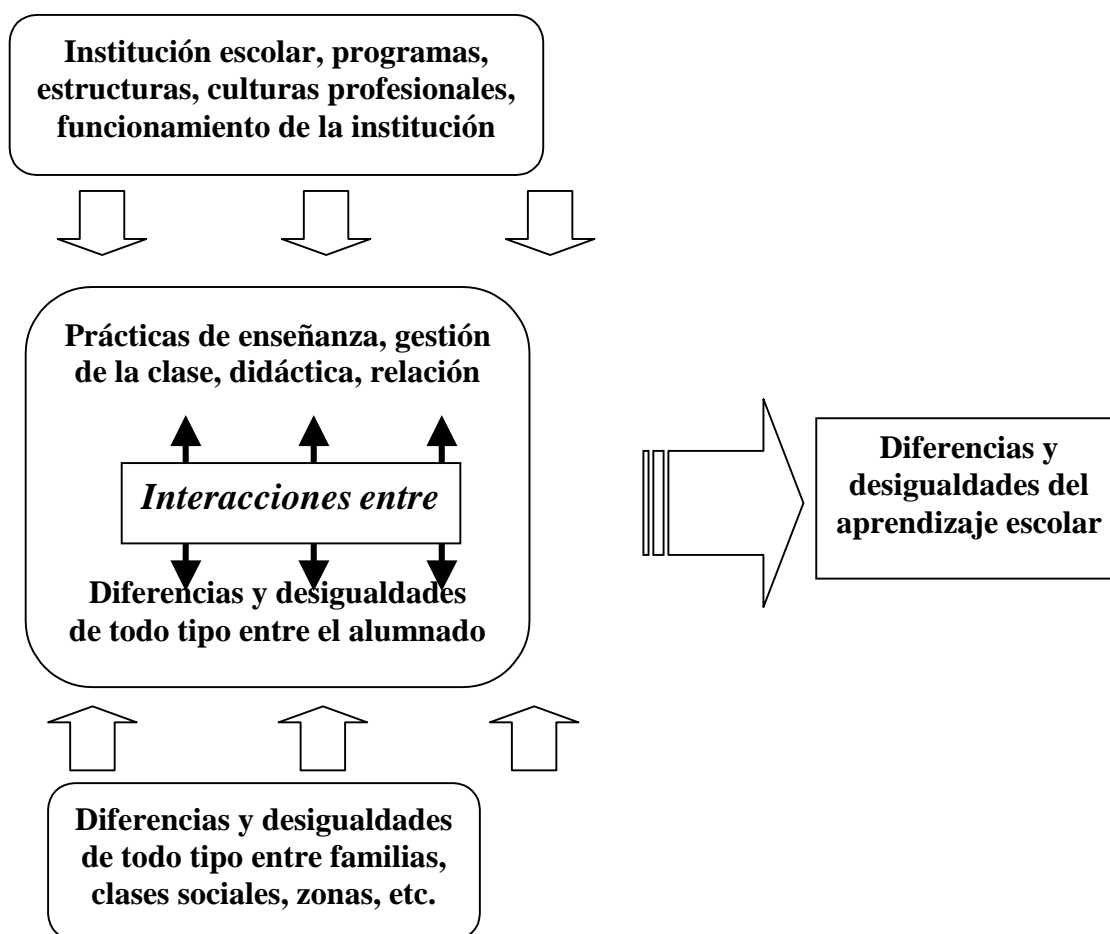 Institución escolar, programas,
estructuras, culturas profesionales,
funcionamiento de la institución
Prácticas de enseñanza, gestión
de la clase, didáctica, relación
Interacciones entre
Diferencias y desigualdades
de todo tipo entre el alumnado
Diferencias y
desigualdades del
aprendizaje escolar
Diferencias y desigualdades
de todo tipo entre familias,
clases sociales, zonas, etc.